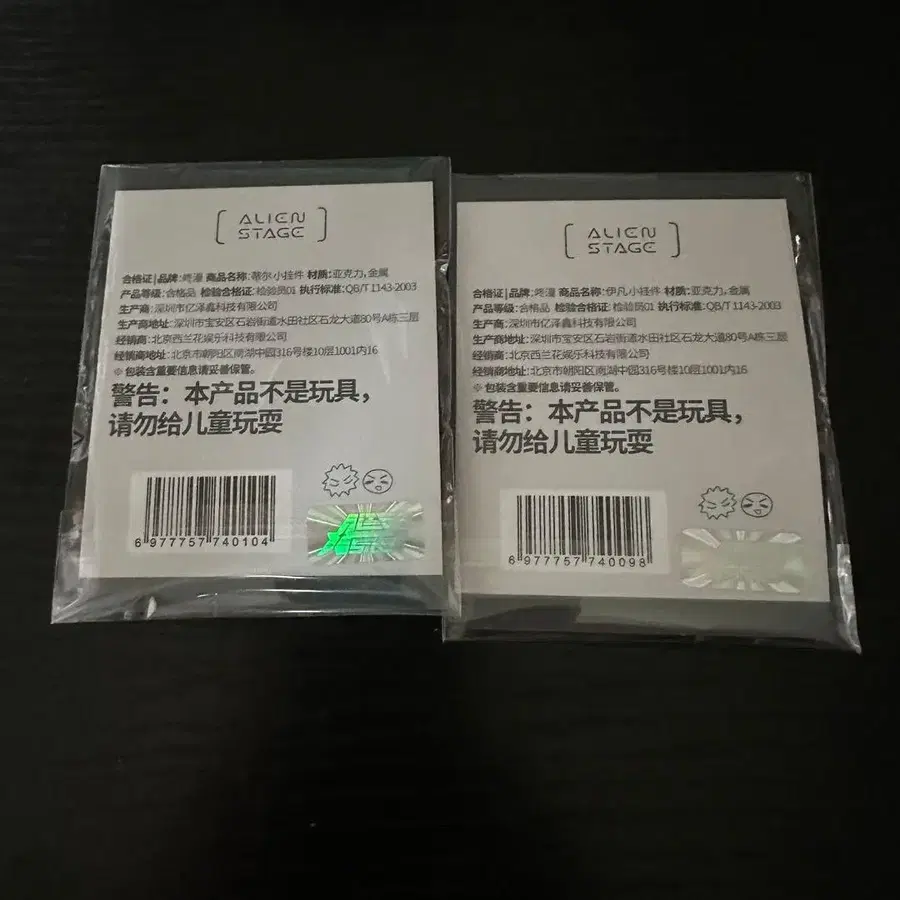 ALIEN
STAGE
合格证|品牌:咚漫 商品名称:蒂尔小挂件 材质:亚克力,金属
产品等级:合格品 检验合格证:检验员01 执行标准:QB/T 1143-2003
生产商:深圳市亿泽鑫科技有限公司
生产商地址:深圳市宝安区石岩街道水田社区石龙大道80号A栋三层
经销商:北京西兰花娱乐科技有限公司
经销商地址:北京市朝阳区南湖中园316号楼10层1001内16
※ 包装含重要信息请妥善保管。
警告：本产品不是玩具，
请勿给儿童玩耍
6 977757 740104
ALIEN
STAGE
合格证|品牌:咚漫 商品名称:伊凡小挂件 材质:亚克力,金属
产品等级:合格品 检验合格证:检验员01 执行标准:QB/T 1143-2003
生产商:深圳市亿泽鑫科技有限公司
生产商地址:深圳市宝安区石岩街道水田社区石龙大道80号A栋三层
经销商:北京西兰花娱乐科技有限公司
经销商地址:北京市朝阳区南湖中园316号楼10层1001内16
※ 包装含重要信息请妥善保管。
警告：本产品不是玩具，
请勿给儿童玩耍
6 977757 740098